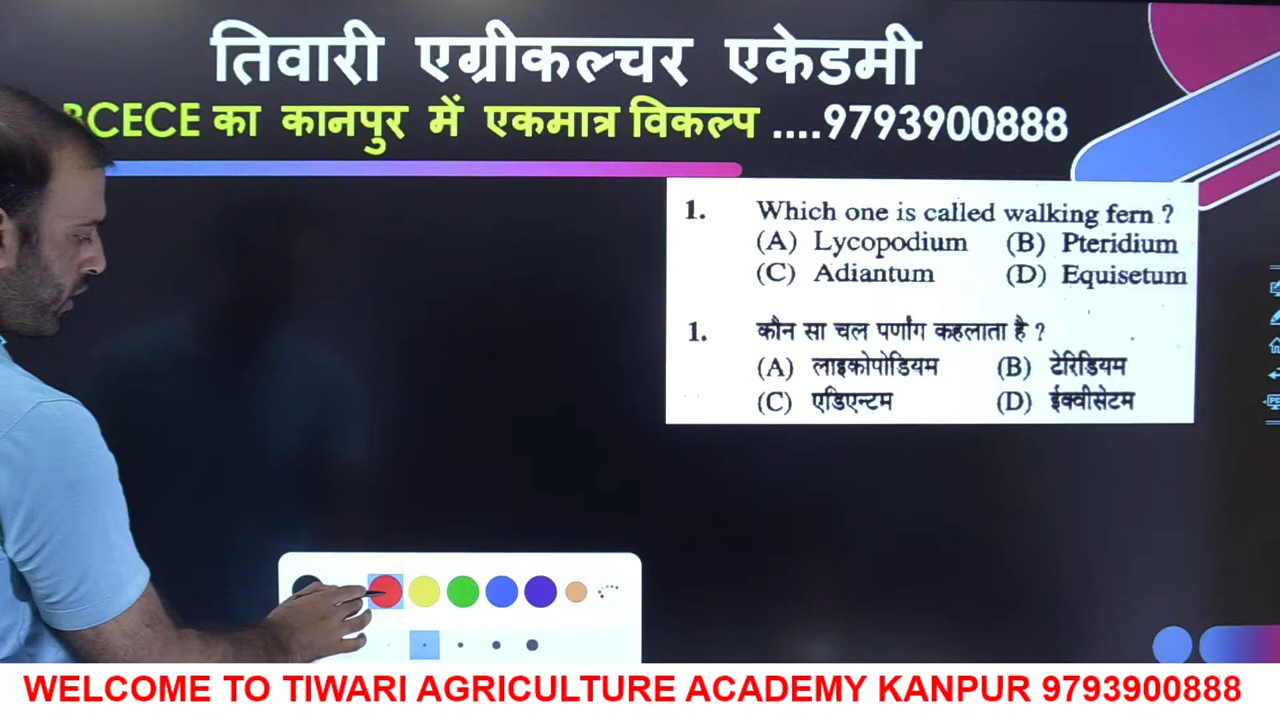 तिवारी एग्रीकल्चर एकेडमी
BCECE का कानपुर में एकमात्र विकल्प ....9793900888
1. Which one is called walking fern ?
(A) Lycopodium (B) Pteridium
(C) Adiantum (D) Equisetum
1. कौन सा चल पर्णांग कहलाता है ?
(A) लाइकोपोडियम (B) टेरिडियम
(C) एडिएन्टम (D) ईक्वीसेटम
WELCOME TO TIWARI AGRICULTURE ACADEMY KANPUR 9793900888